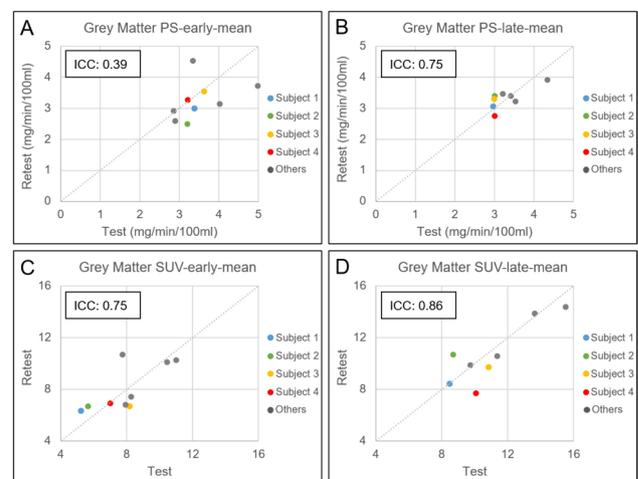 A
Grey Matter PS-early-mean
ICC: 0.39
5
4
3
2
1
0
Retest (mg/min/100ml)
0 1 2 3 4 5
Test (mg/min/100ml)
Subject 1
Subject 2
Subject 3
Subject 4
Others
B
Grey Matter PS-late-mean
ICC: 0.75
5
4
3
2
1
0
Retest (mg/min/100ml)
0 1 2 3 4 5
Test (mg/min/100ml)
Subject 1
Subject 2
Subject 3
Subject 4
Others
C
Grey Matter SUV-early-mean
ICC: 0.75
16
12
8
4
Retest
4 8 12 16
Test
Subject 1
Subject 2
Subject 3
Subject 4
Others
D
Grey Matter SUV-late-mean
ICC: 0.86
16
12
8
4
Retest
4 8 12 16
Test
Subject 1
Subject 2
Subject 3
Subject 4
Others